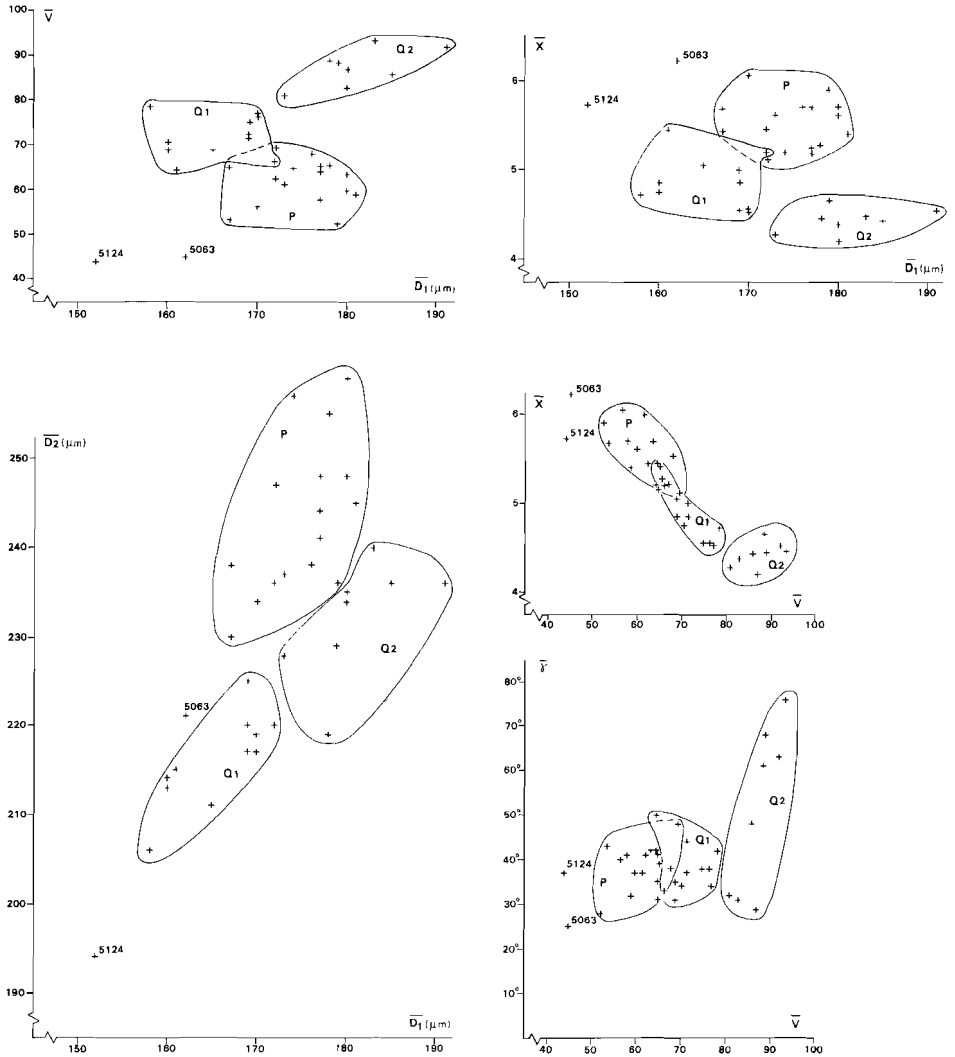 V̅
100
90
80
70
60
50
40
Q2
Q1
P
5124
5063
D̅₁(μm)
150 160 170 180 190
X̅
6
5
4
5063
5124
P
Q1
Q2
D̅₁(μm)
150 160 170 180 190
D̅₂(μm)
250
240
230
220
210
200
190
P
Q2
5063
Q1
5124
D̅₁(μm)
150 160 170 180 190
X̅
6
5
4
5063
5124
P
Q1
Q2
V̅
40 50 60 70 80 90 100
γ̅
80°
70°
60°
50°
40°
30°
20°
10°
Q2
Q1
5124
P
5063
V̅
40 50 60 70 80 90 100